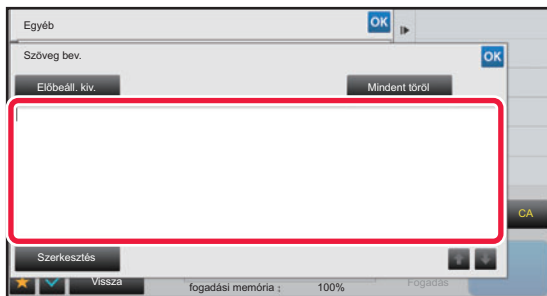 Egyéb
OK
Szöveg bev.
OK
Előbeáll. kiv.
Mindent töröl
CA
Szerkesztés
Vissza
fogadási memória : 100%
Fogadás